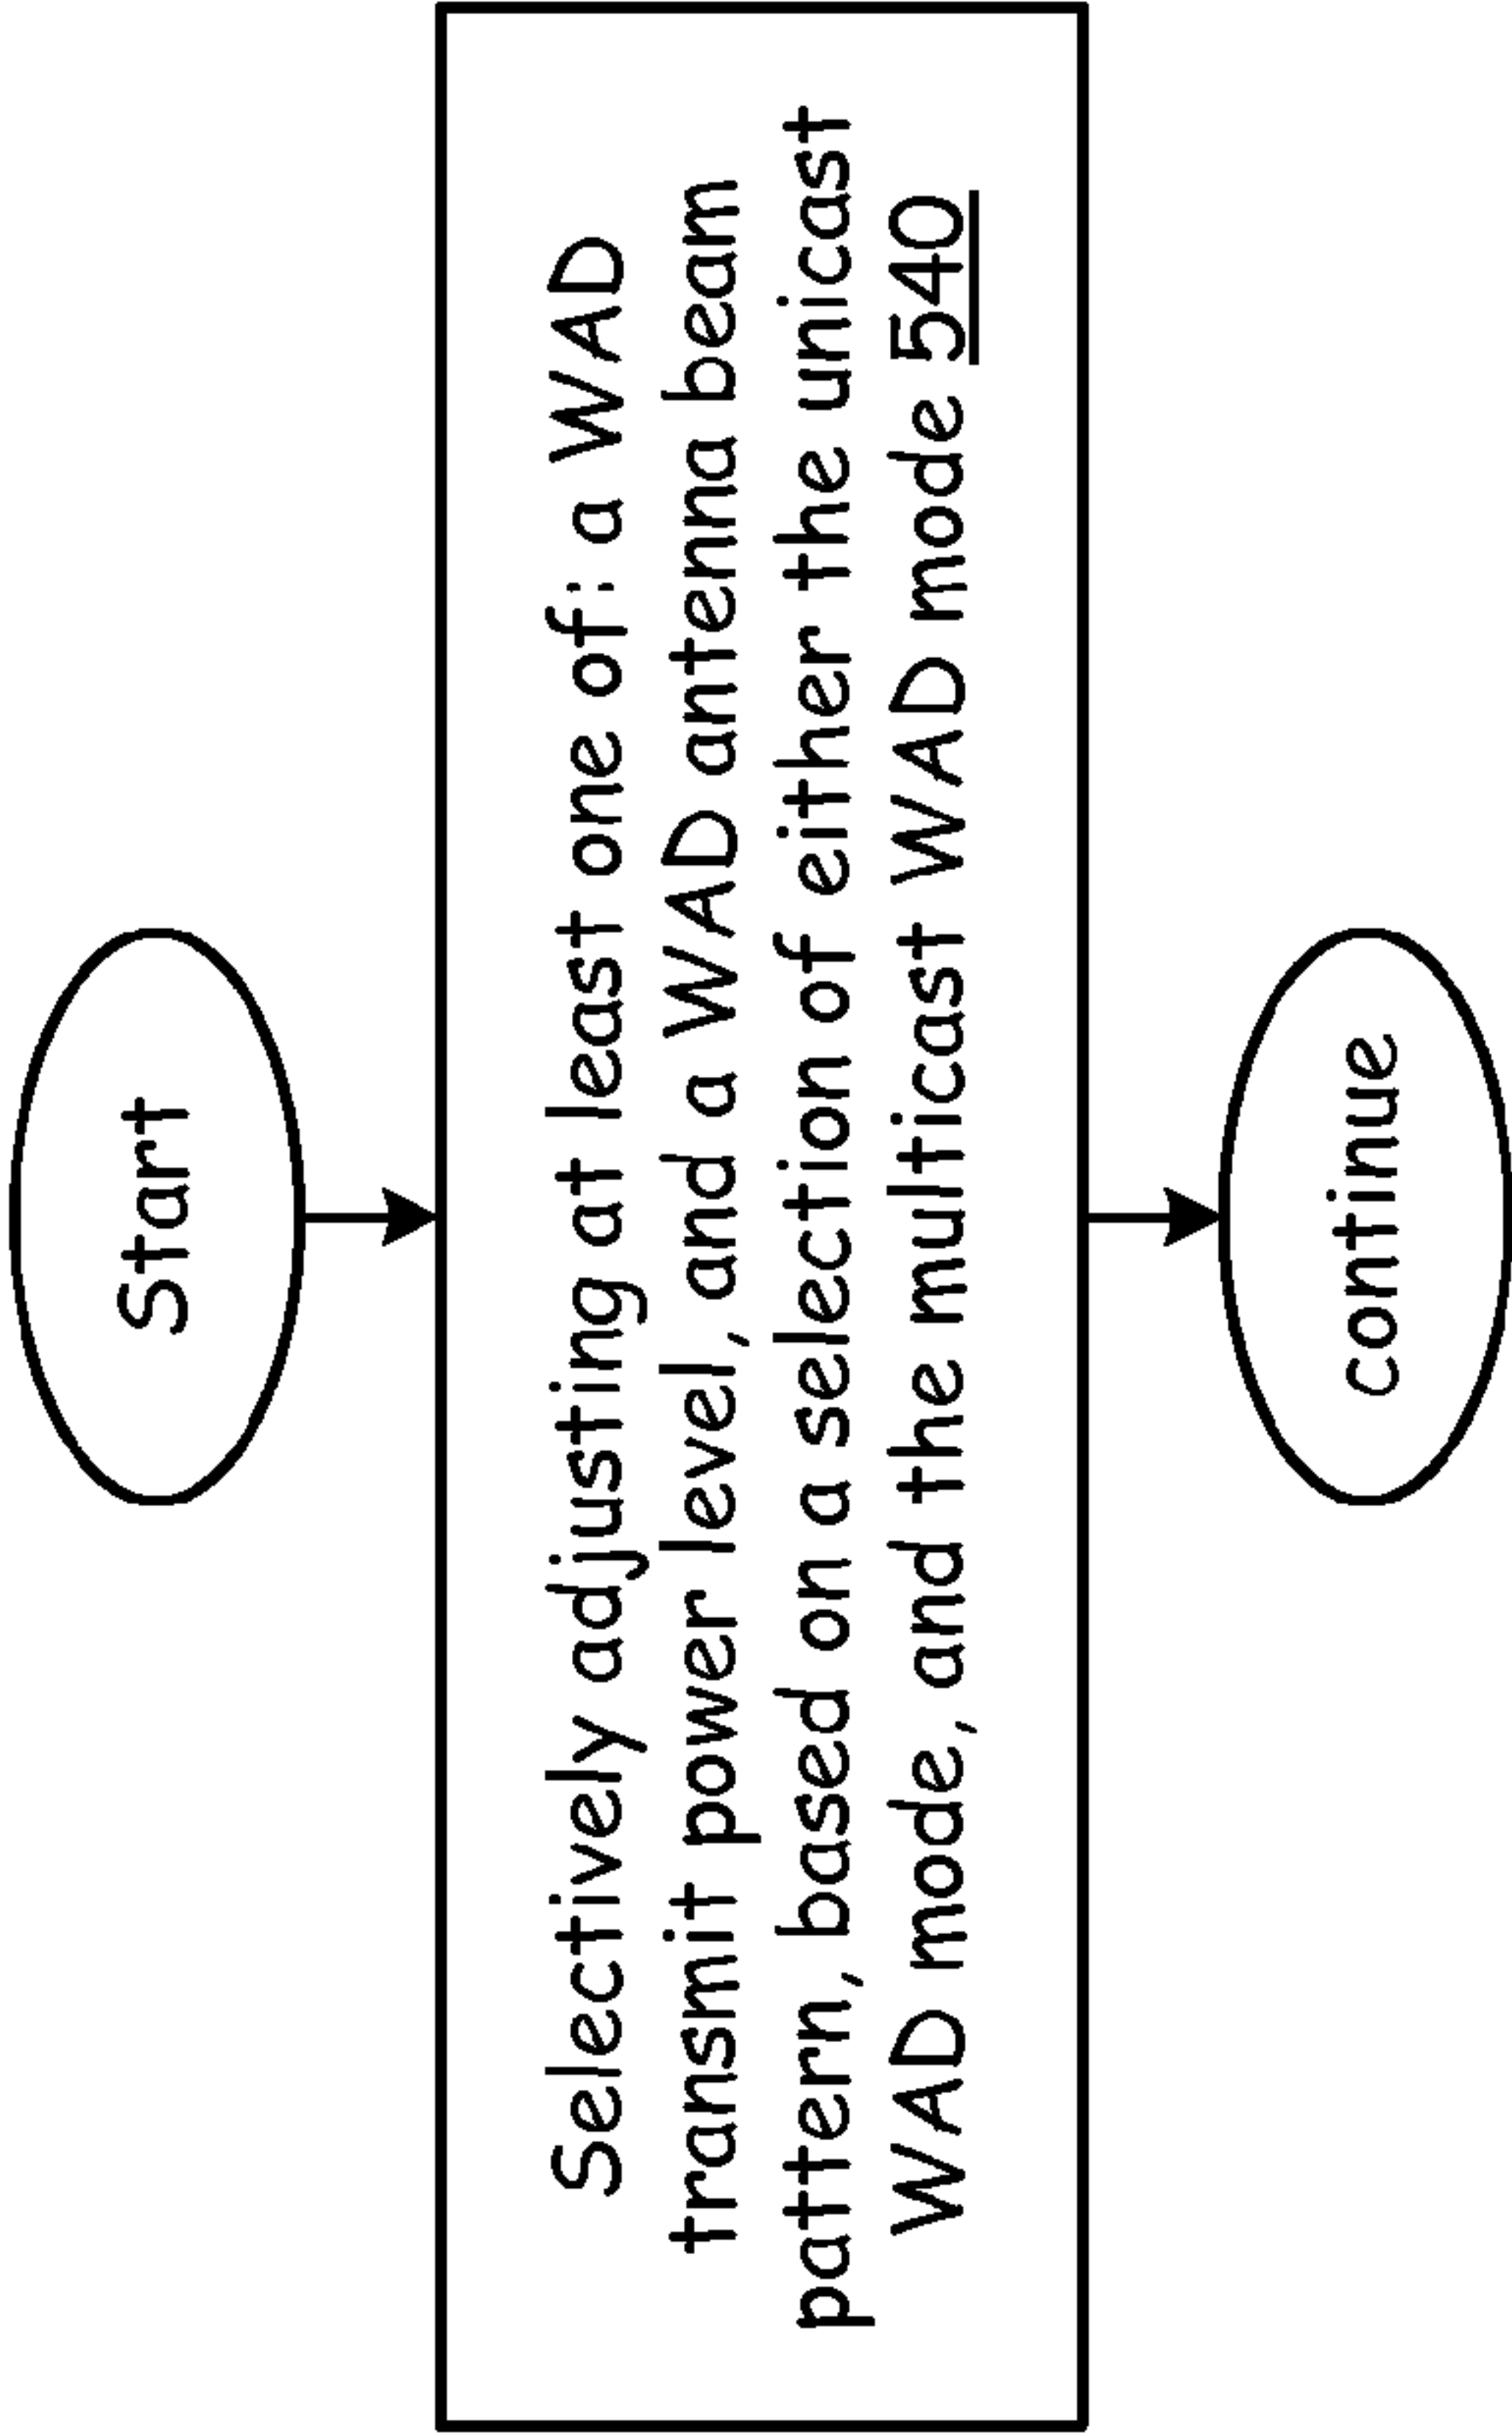 Start
Selectively adjusting at least one of: a WAD
transmit power level, and a WAD antenna beam
pattern, based on a selection of either the unicast
WAD mode, and the multicast WAD mode 540
continue